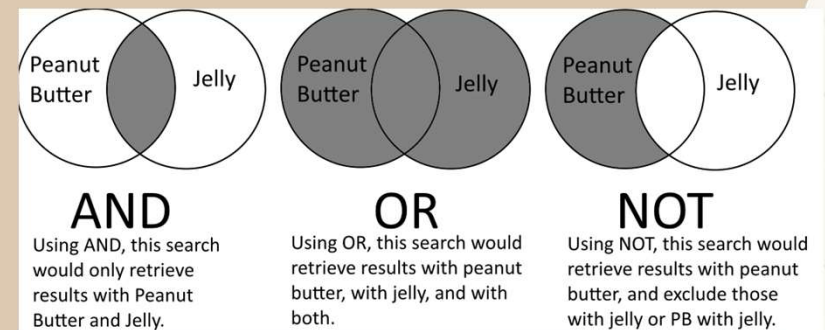 Peanut
Butter
Jelly
Peanut
Butter
Jelly
Peanut
Butter
Jelly
AND
Using AND, this search
would only retrieve
results with Peanut
Butter and Jelly.
OR
Using OR, this search would
retrieve results with peanut
butter, with jelly, and with
both.
NOT
Using NOT, this search would
retrieve results with peanut
butter, and exclude those
with jelly or PB with jelly.